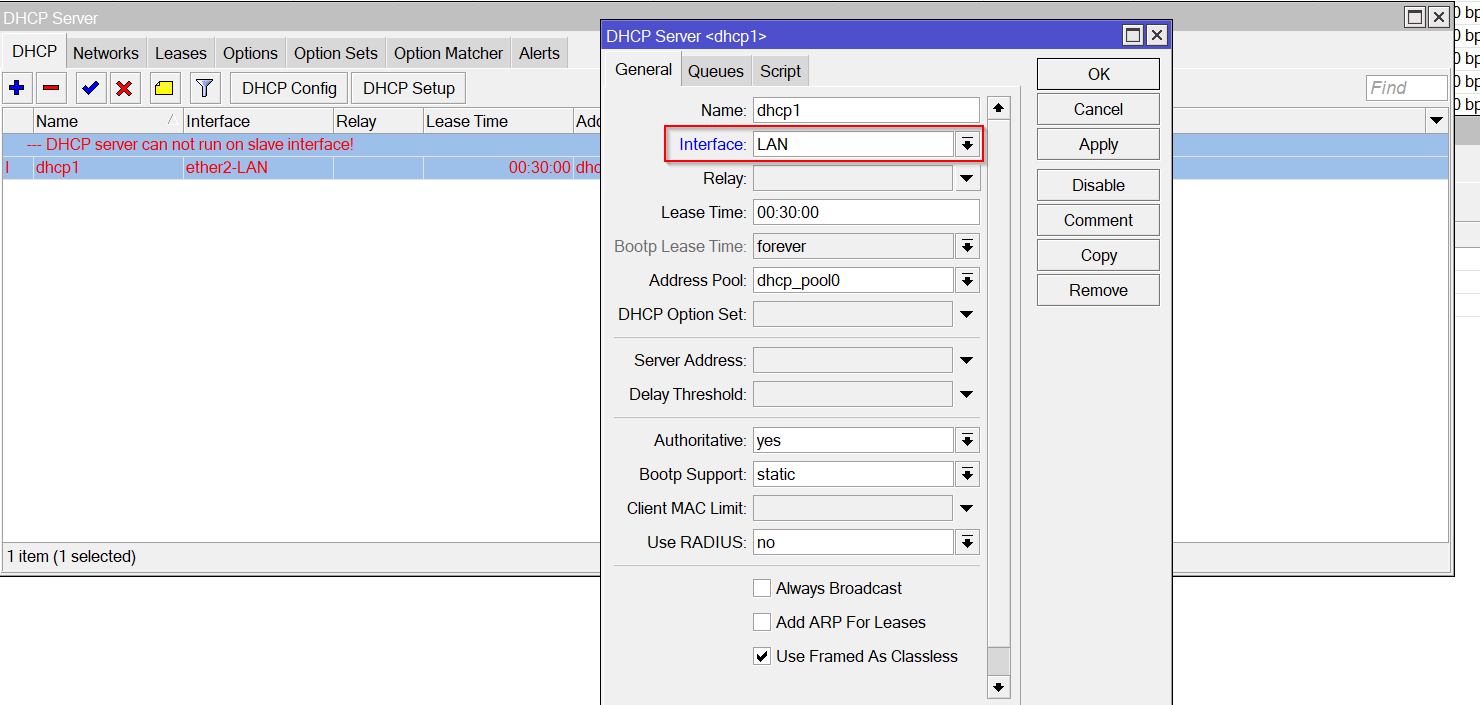 DHCP Server
DHCP Networks Leases Options Option Sets Option Matcher Alerts
DHCP Config DHCP Setup Find
Name Interface Relay Lease Time Add
--- DHCP server can not run on slave interface!
I dhcp1 ether2-LAN 00:30:00 dhc
1 item (1 selected)
DHCP Server <dhcp1>
General Queues Script
Name: dhcp1
Interface: LAN
Relay:
Lease Time: 00:30:00
Bootp Lease Time: forever
Address Pool: dhcp_pool0
DHCP Option Set:
Server Address:
Delay Threshold:
Authoritative: yes
Bootp Support: static
Client MAC Limit:
Use RADIUS: no
Always Broadcast
Add ARP For Leases
Use Framed As Classless
OK
Cancel
Apply
Disable
Comment
Copy
Remove
0 bp
0 bp
0 bp
0 bp
0 bp